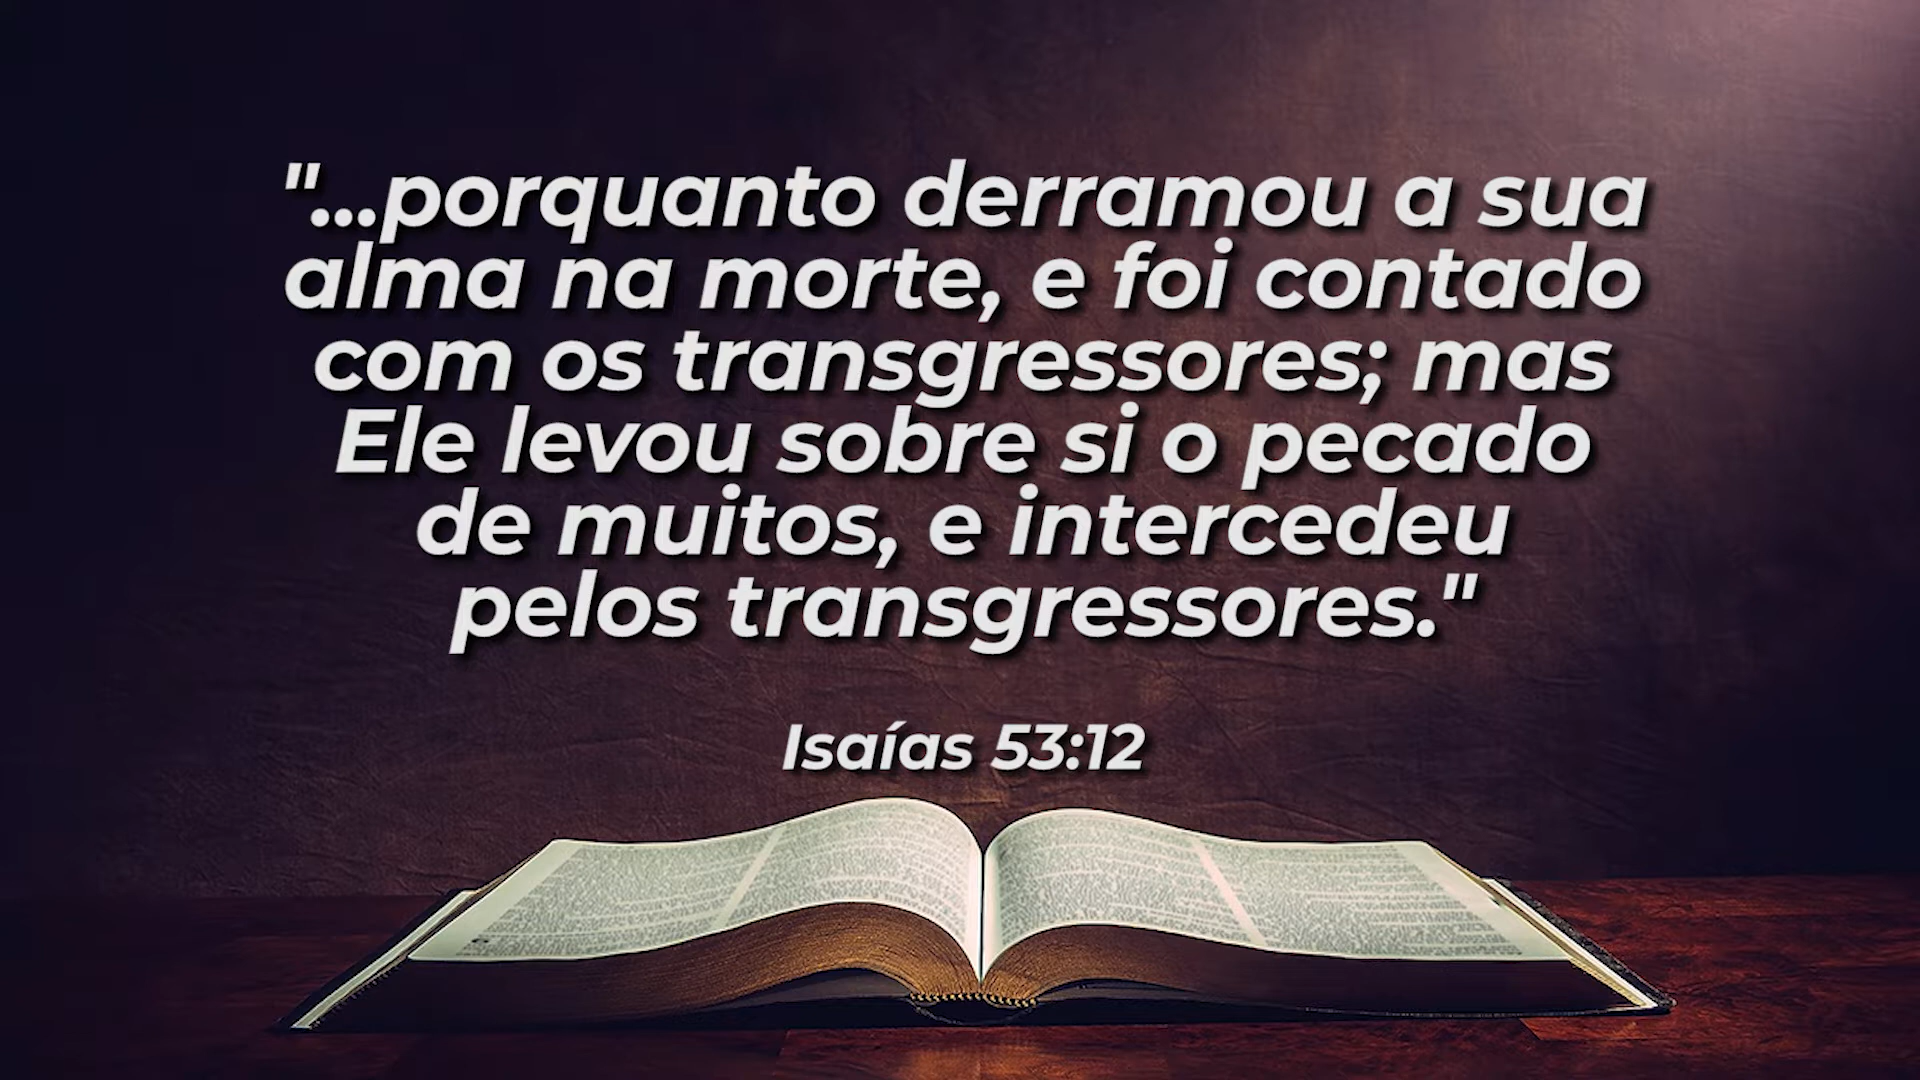 "...porquanto derramou a sua
alma na morte, e foi contado
com os transgressores; mas
Ele levou sobre si o pecado
de muitos, e intercedeu
pelos transgressores."
Isaías 53:12